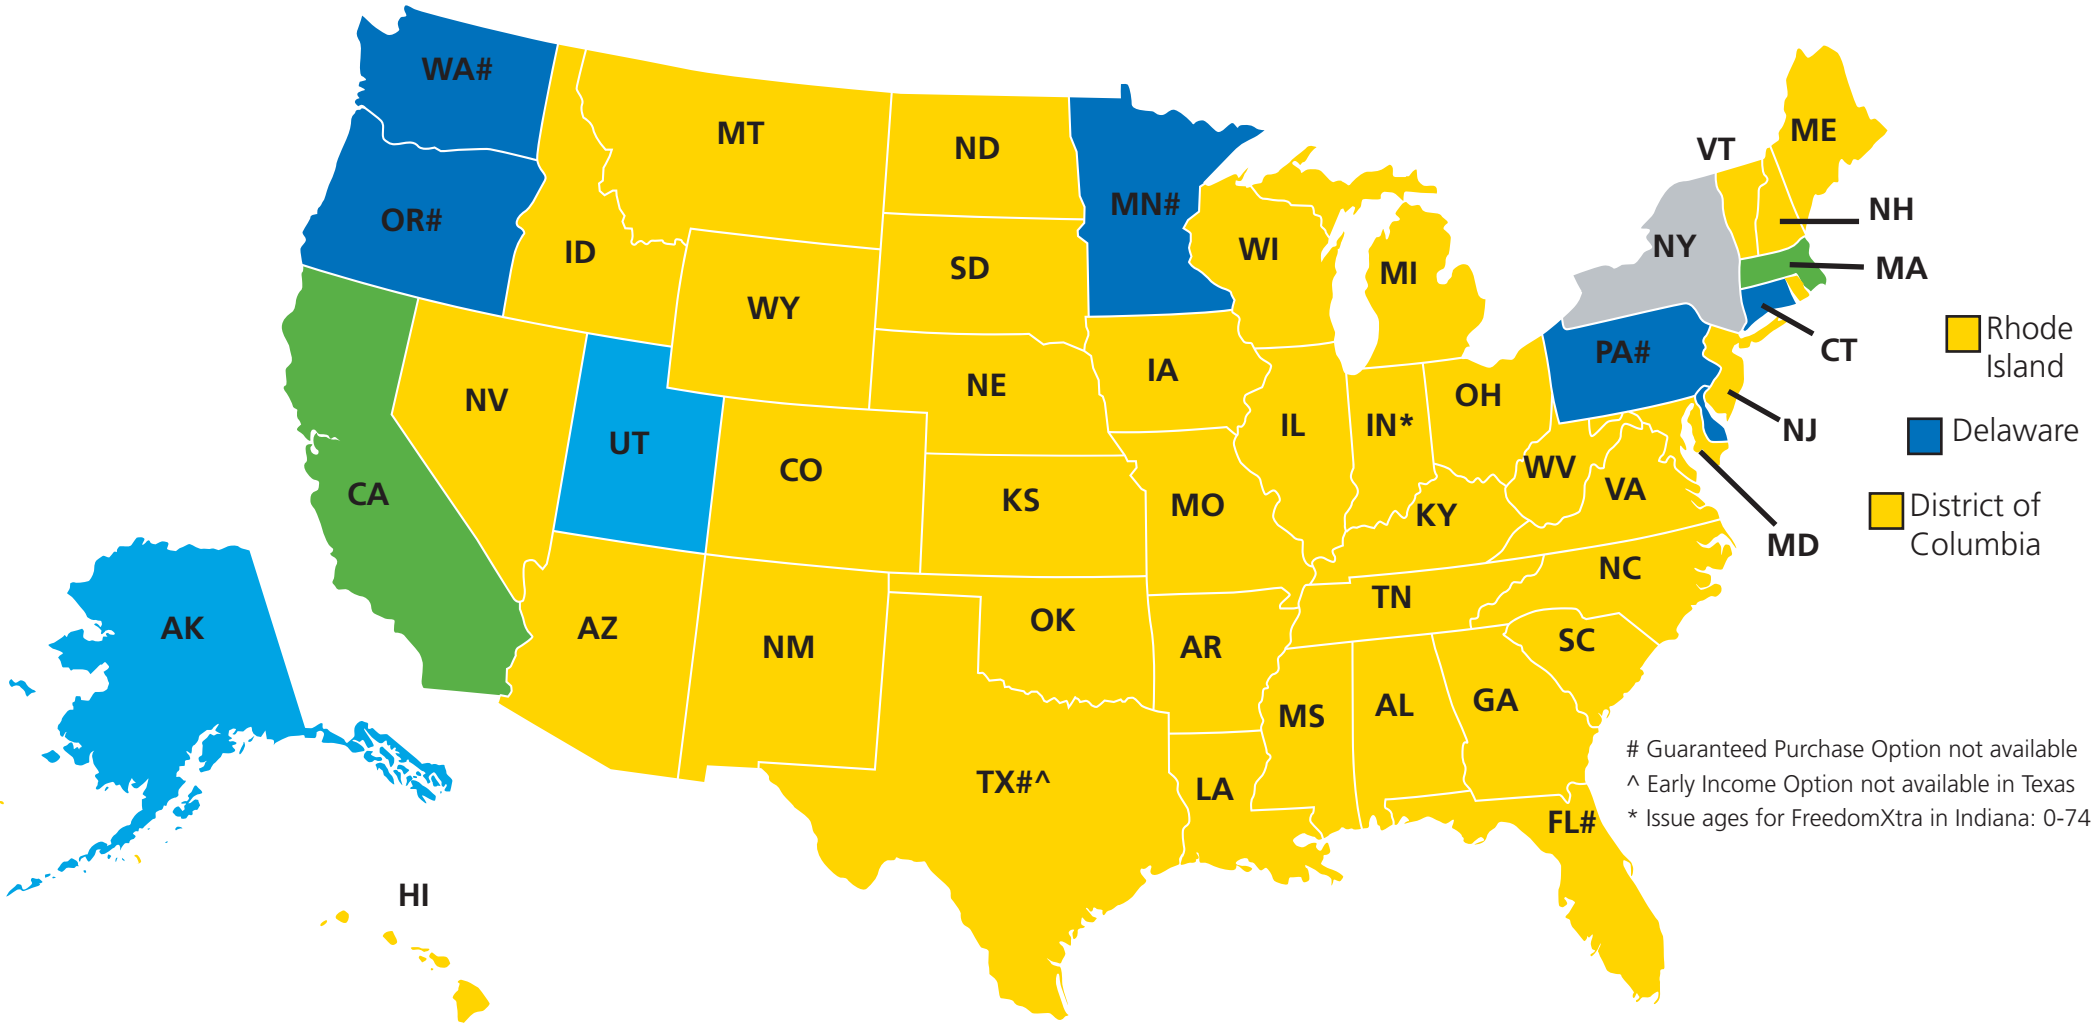 WA#
MT
ND
ME
VT
MN#
NH
OR#
NY
WI
ID
MA
SD
MI
WY
Rhode
Island
CT
PA#
IA
NE
OH
NV
IL
IN*
NJ
Delaware
UT
CO
WV
VA
CA
KS
MO
KY
District of
Columbia
MD
NC
TN
AK
AZ
OK
SC
NM
AR
GA
AL
MS
# Guaranteed Purchase Option not available
TX#^
LA
^ Early Income Option not available in Texas
FL#
* Issue ages for FreedomXtra in Indiana: 0-74
HI